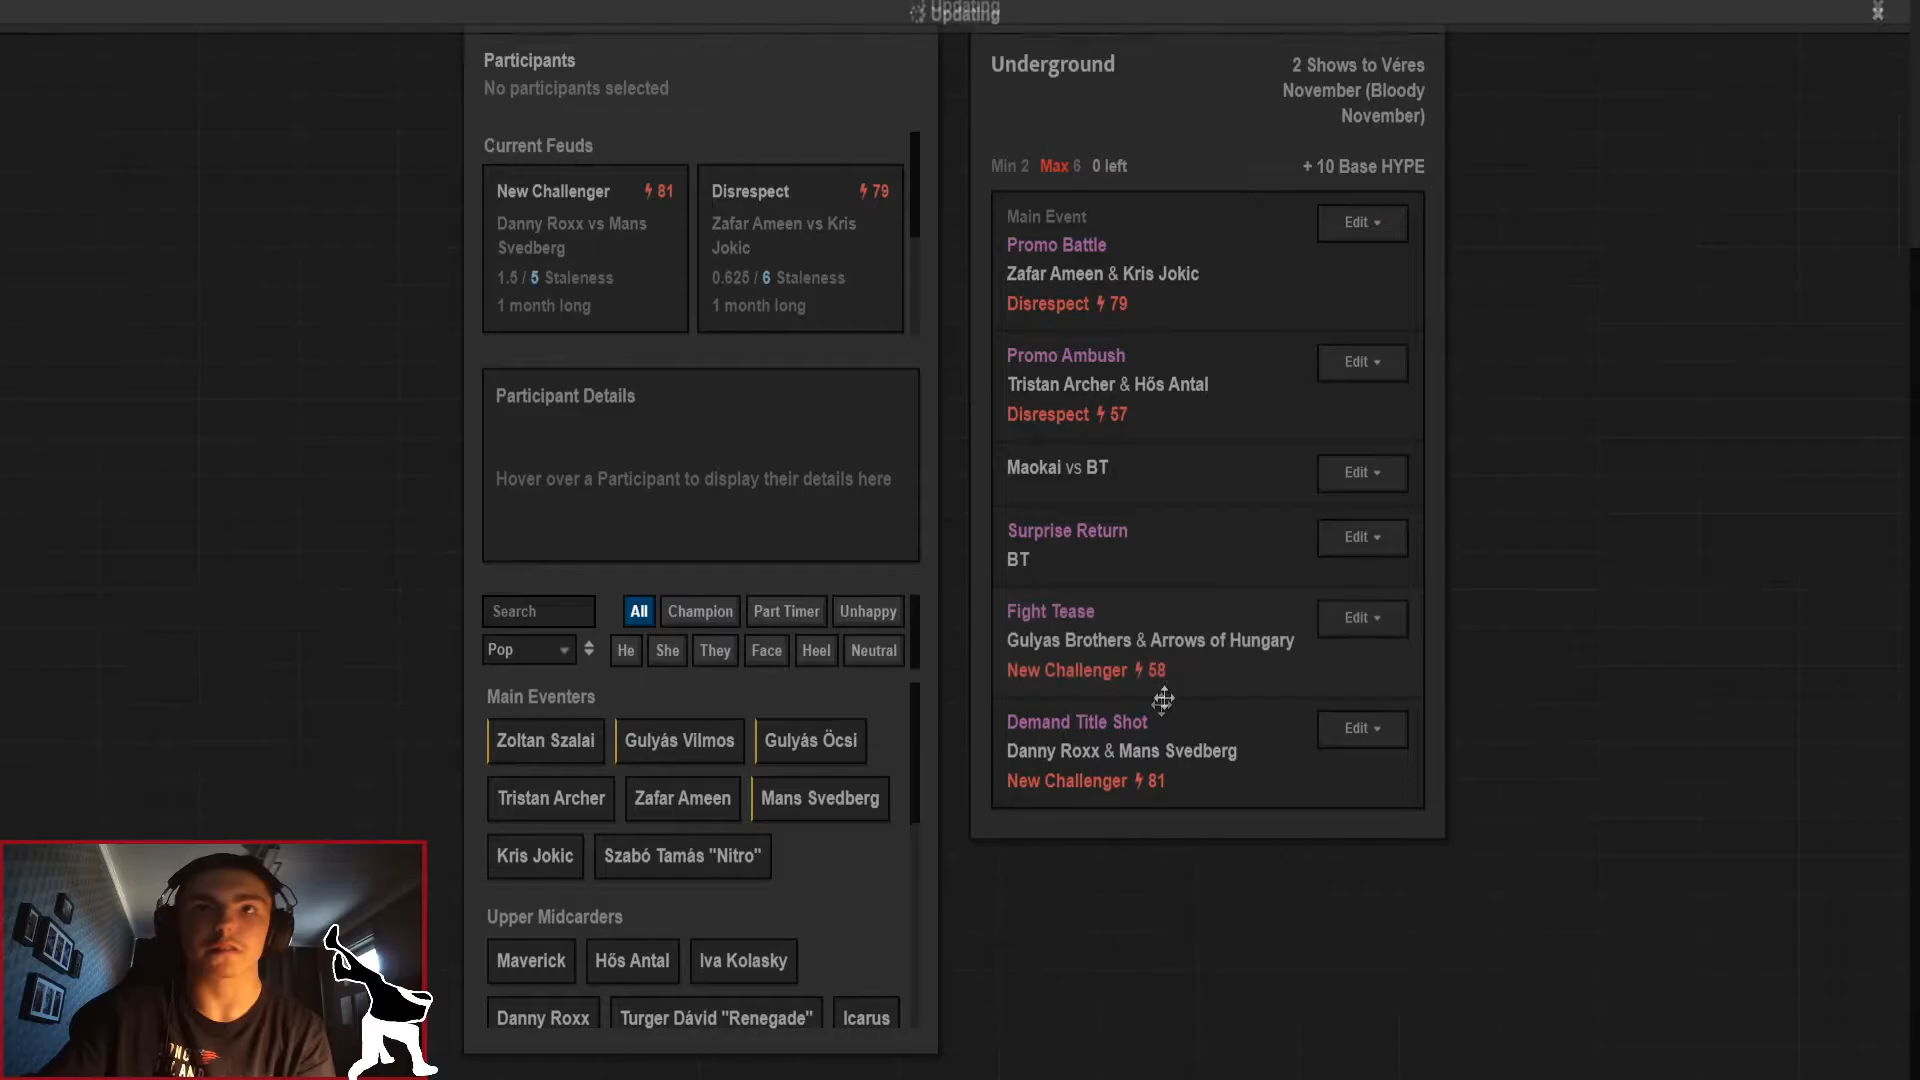 Updating
Participants
No participants selected
Current Feuds
New Challenger 81
Danny Roxx vs Mans
Svedberg
1.5 / 5 Staleness
1 month long
Disrespect 79
Zafar Ameen vs Kris
Jokic
0.625 / 6 Staleness
1 month long
Participant Details
Hover over a Participant to display their details here
Search
All
Champion
Part Timer
Unhappy
Pop
He
She
They
Face
Heel
Neutral
Main Eventers
Zoltan Szalai
Gulyás Vilmos
Gulyás Öcsi
Tristan Archer
Zafar Ameen
Mans Svedberg
Kris Jokic
Szabó Tamás "Nitro"
Upper Midcarders
Maverick
Hős Antal
Iva Kolasky
Danny Roxx
Turger Dávid "Renegade"
Icarus
Underground
2 Shows to Véres
November (Bloody
November)
Min 2 Max 6 0 left
+ 10 Base HYPE
Main Event
Promo Battle
Zafar Ameen & Kris Jokic
Disrespect 79
Edit
Promo Ambush
Tristan Archer & Hős Antal
Disrespect 57
Edit
Maokai vs BT
Edit
Surprise Return
BT
Edit
Fight Tease
Gulyas Brothers & Arrows of Hungary
New Challenger 58
Edit
Demand Title Shot
Danny Roxx & Mans Svedberg
New Challenger 81
Edit